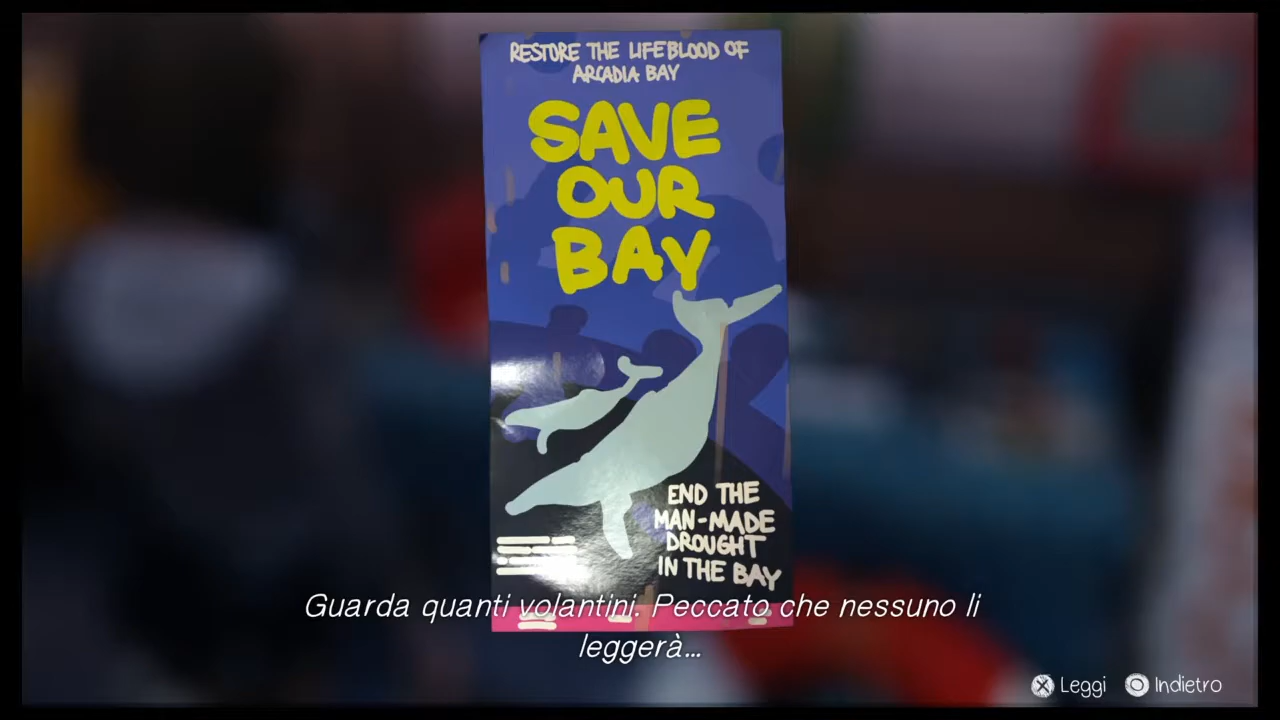 RESTORE THE LIFEBLOOD OF
ARCADIA BAY
SAVE
OUR
BAY
END THE
MAN-MADE
DROUGHT
IN THE BAY
Guarda quanti volantini. Peccato che nessuno li
leggerà...
Leggi Indietro